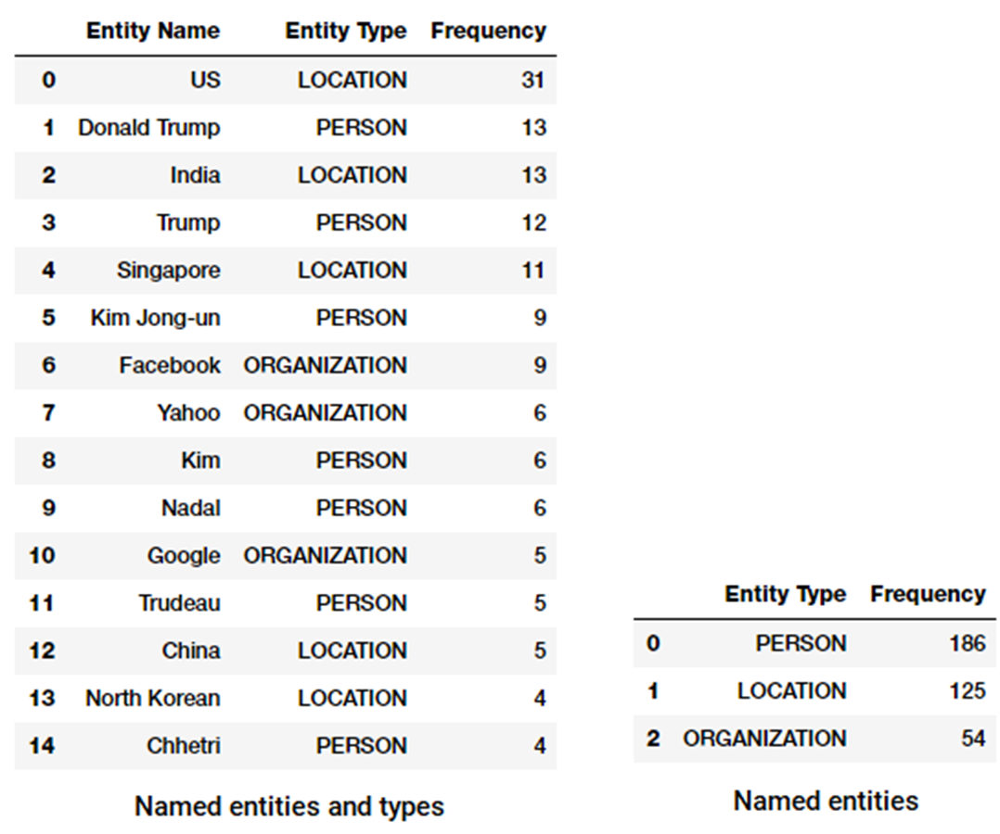 Entity Name Entity Type Frequency
0 US LOCATION 31
1 Donald Trump PERSON 13
2 India LOCATION 13
3 Trump PERSON 12
4 Singapore LOCATION 11
5 Kim Jong-un PERSON 9
6 Facebook ORGANIZATION 9
7 Yahoo ORGANIZATION 6
8 Kim PERSON 6
9 Nadal PERSON 6
10 Google ORGANIZATION 5
11 Trudeau PERSON 5
12 China LOCATION 5
13 North Korean LOCATION 4
14 Chhetri PERSON 4
Named entities and types
Entity Type Frequency
0 PERSON 186
1 LOCATION 125
2 ORGANIZATION 54
Named entities